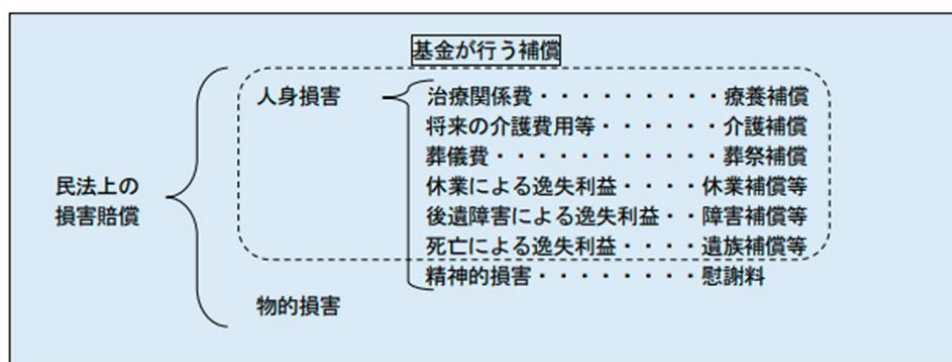 基金が行う補償
人身損害
治療関係費・・・・・・・・・療養補償
将来の介護費用等・・・・・・介護補償
葬儀費・・・・・・・・・・・葬祭補償
休業による逸失利益・・・・休業補償等
後遺障害による逸失利益・・障害補償等
死亡による逸失利益・・・・遺族補償等
精神的損害・・・・・・・・慰謝料
民法上の
損害賠償
物的損害